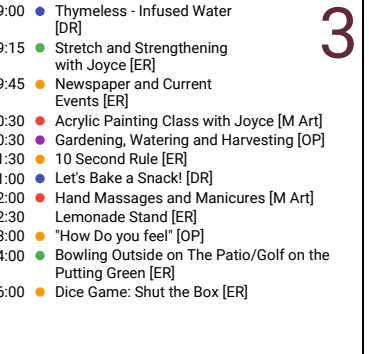 9:00 Thymeless - Infused Water
[DR]
9:15 Stretch and Strengthening
with Joyce [ER]
9:45 Newspaper and Current
Events [ER]
0:30 Acrylic Painting Class with Joyce [M Art]
0:30 Gardening, Watering and Harvesting [OP]
1:30 10 Second Rule [ER]
1:00 Let's Bake a Snack! [DR]
2:00 Hand Massages and Manicures [M Art]
2:30 Lemonade Stand [ER]
3:00 "How Do you feel" [OP]
4:00 Bowling Outside on The Patio/Golf on the
Putting Green [ER]
6:00 Dice Game: Shut the Box [ER]
3